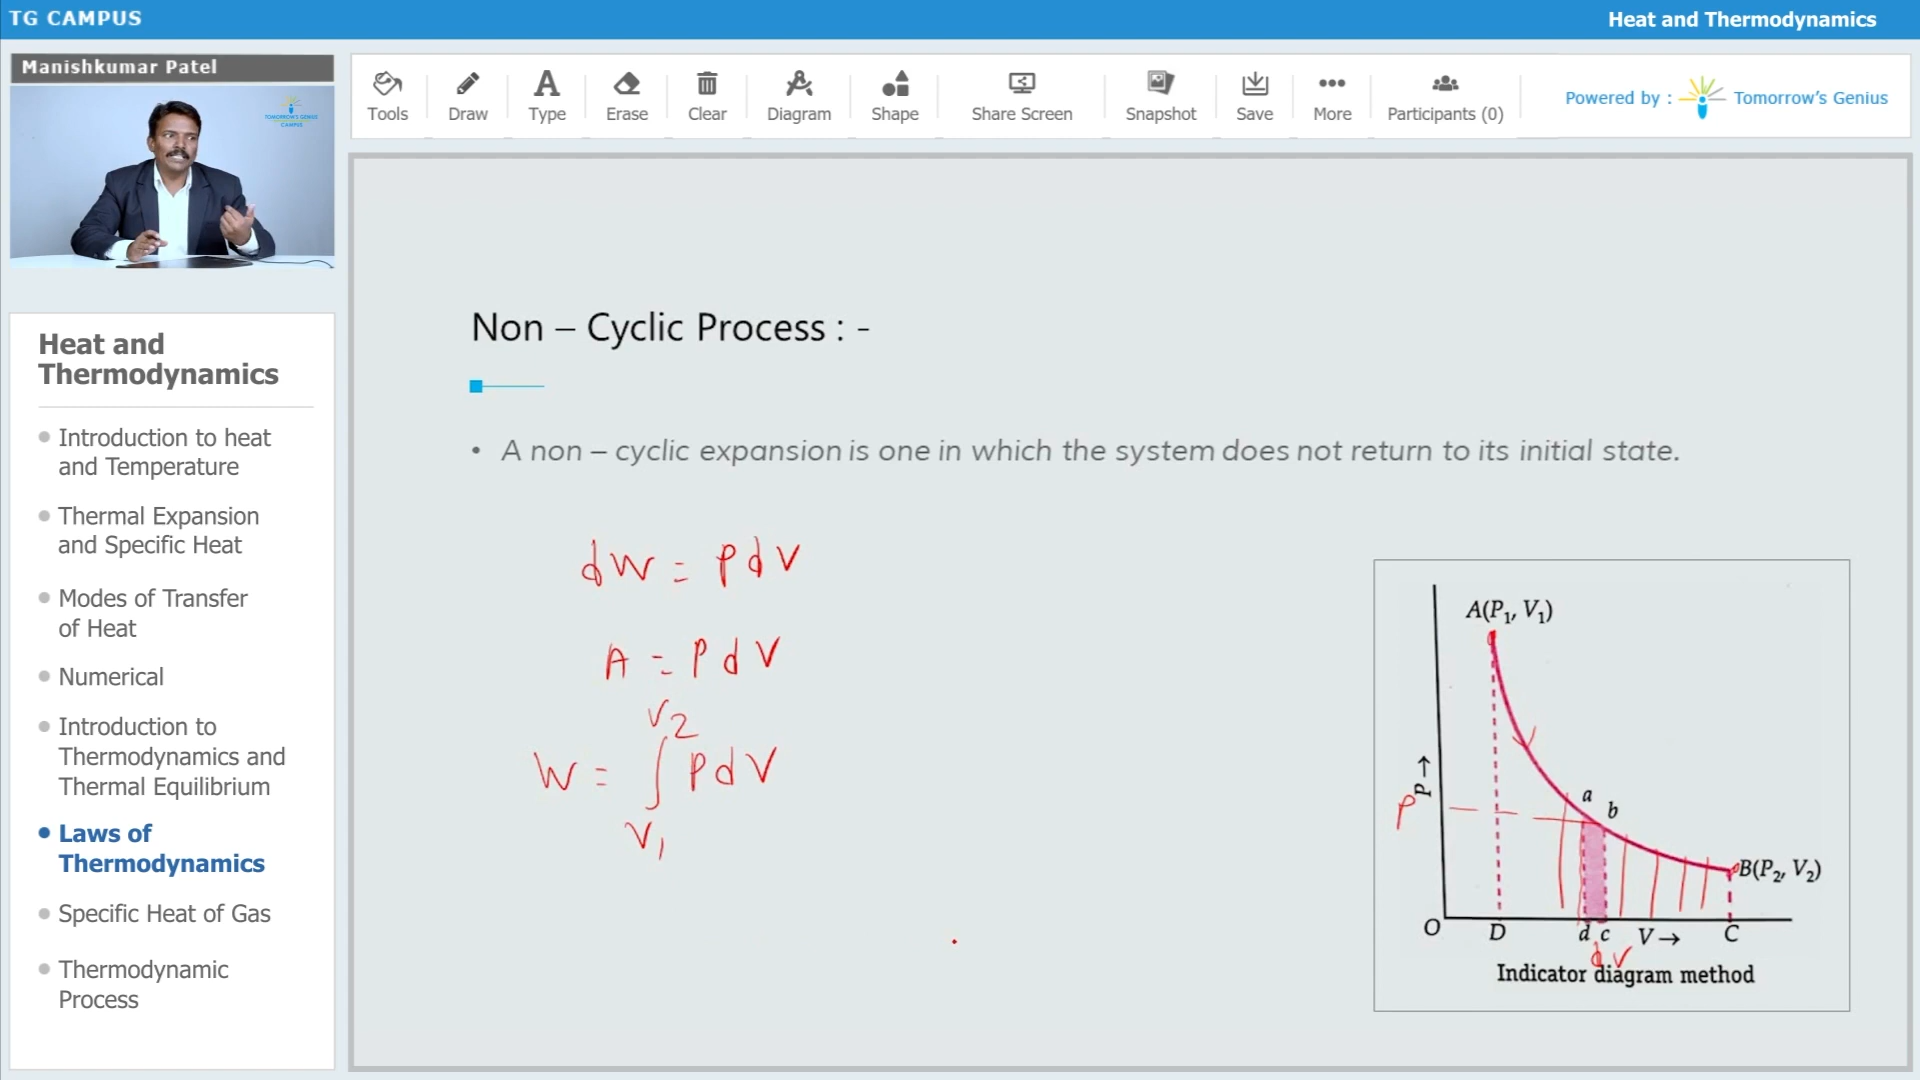 TG CAMPUS
Heat and Thermodynamics
Manishkumar Patel
TOMORROW'S GENIUS
CAMPUS
Tools
Draw
Type
Erase
Clear
Diagram
Shape
Share Screen
Snapshot
Save
More
Participants (0)
Powered by :
Tomorrow's Genius
Heat and
Thermodynamics
Introduction to heat
and Temperature
Thermal Expansion
and Specific Heat
Modes of Transfer
of Heat
Numerical
Introduction to
Thermodynamics and
Thermal Equilibrium
Laws of
Thermodynamics
Specific Heat of Gas
Thermodynamic
Process
Non – Cyclic Process : -
• A non – cyclic expansion is one in which the system does not return to its initial state.
dW = PdV
A = PdV
W = ∫ PdV
V2
V1
A(P1, V1)
P→
P
a
b
B(P2, V2)
O
D
d c
V→
C
dV
Indicator diagram method